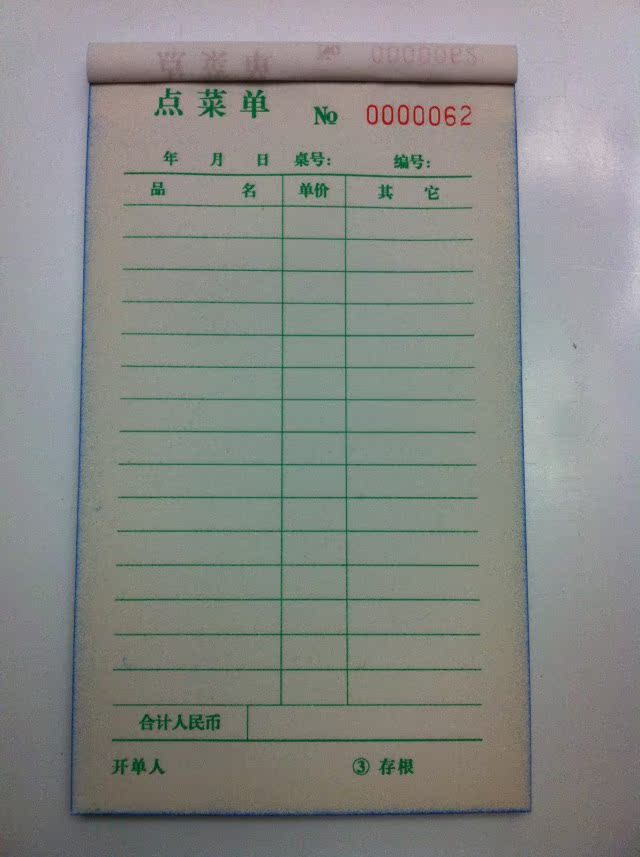 点菜单 № 0000062
年 月 日 桌号： 编号：
品 名 单价 其 它
合计人民币
开单人 ③ 存根